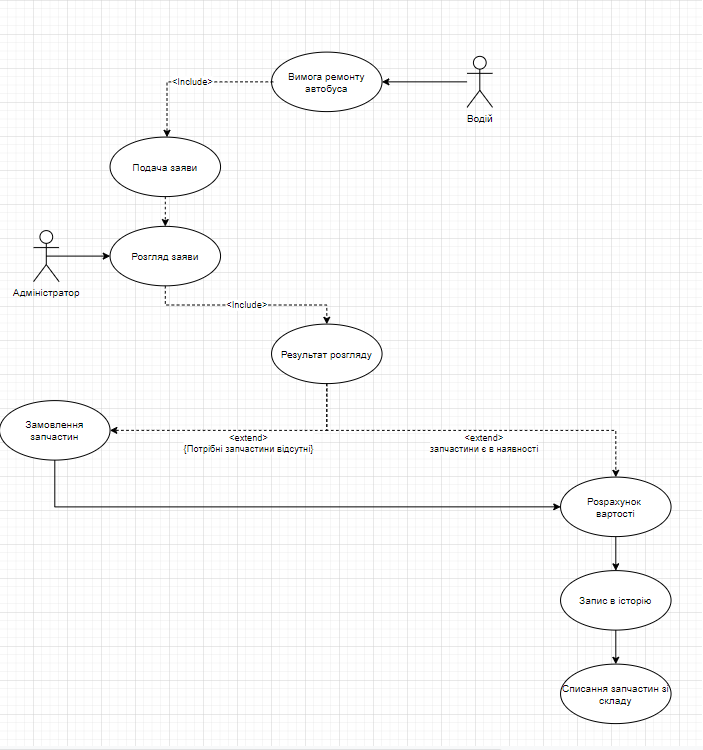 <Include>
Вимога ремонту
автобуса
Водій
Подача заяви
Розгляд заяви
Адміністратор
<Include>
Результат розгляду
Замовлення
запчастин
<extend>
{Потрібні запчастини відсутні}
<extend>
запчастини є в наявності
Розрахунок
вартості
Запис в історію
Списання запчастин зі
складу